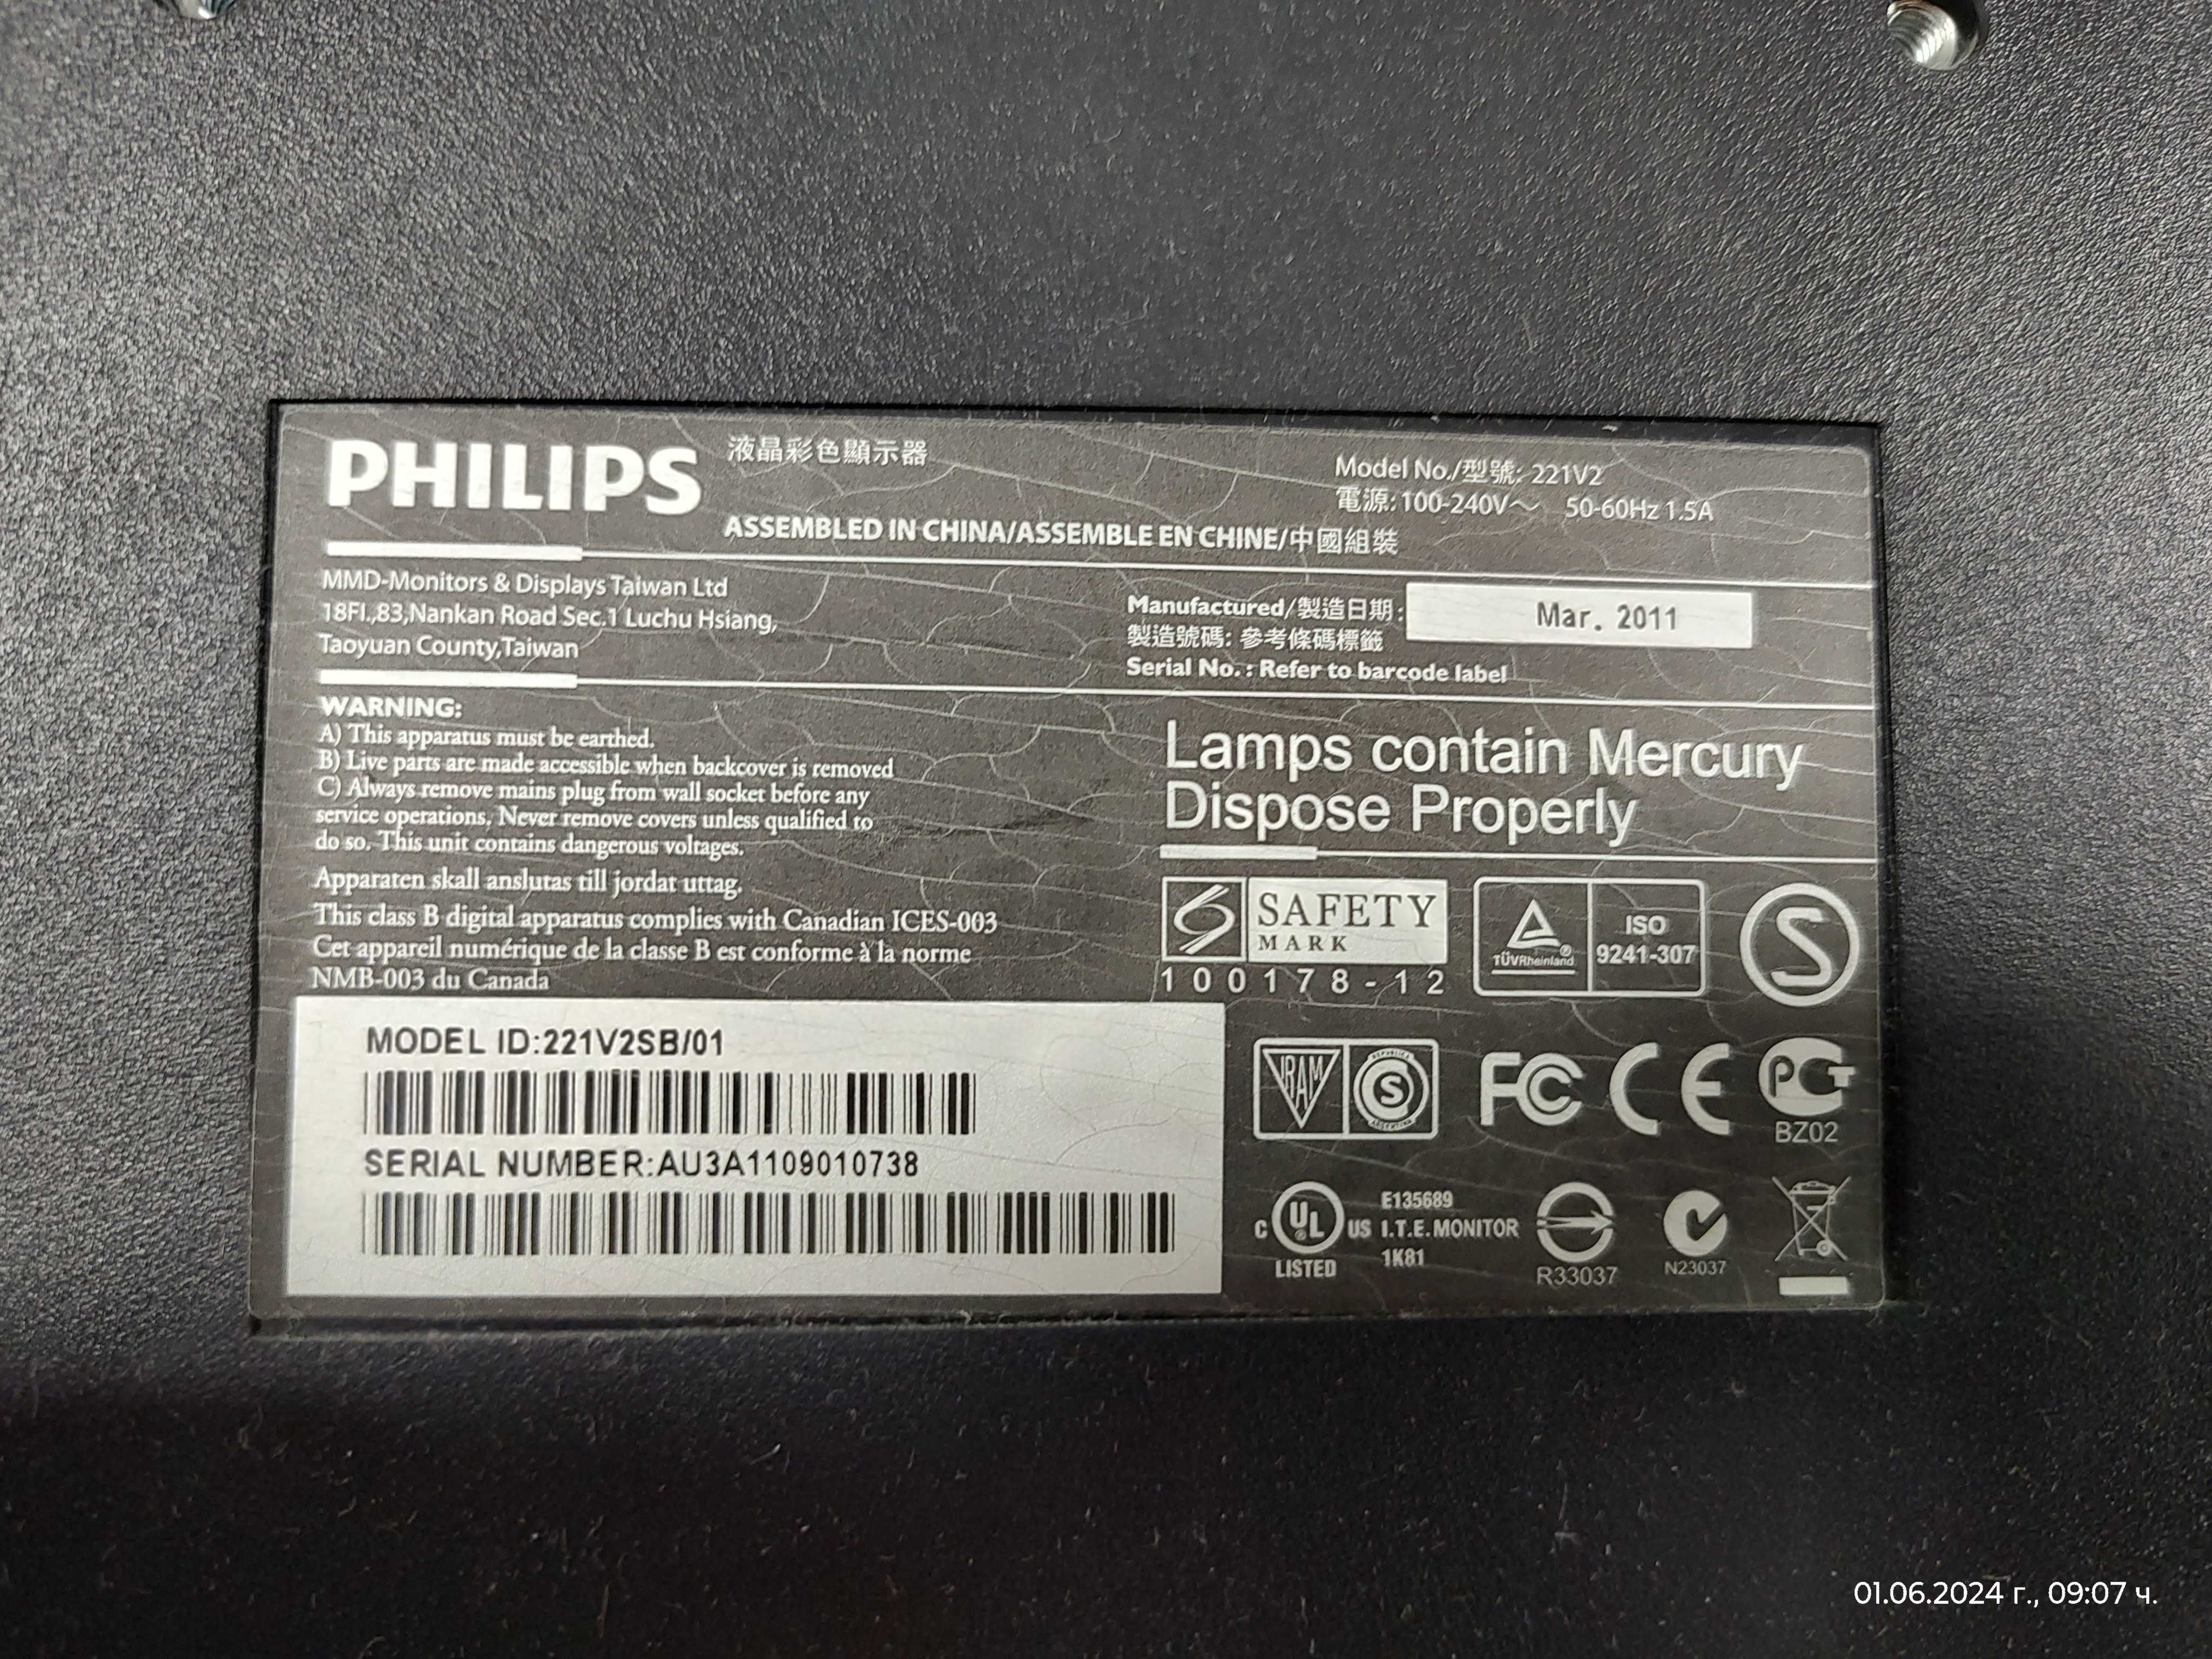 PHILIPS
液晶彩色顯示器
Model No./型號: 221V2
電源:100-240V～ 50-60Hz 1.5A
ASSEMBLED IN CHINA/ASSEMBLE EN CHINE/中國組裝
MMD-Monitors & Displays Taiwan Ltd
18Fl.,83,Nankan Road Sec.1 Luchu Hsiang,
Taoyuan County,Taiwan
Manufactured/製造日期:
Mar. 2011
製造號碼: 參考條碼標籤
Serial No. : Refer to barcode label
WARNING:
A) This apparatus must be earthed.
B) Live parts are made accessible when backcover is removed
C) Always remove mains plug from wall socket before any
service operations, Never remove covers unless qualified to
do so. This unit contains dangerous voltages.
Apparaten skall anslutas till jordat uttag.
This class B digital apparatus complies with Canadian ICES-003
Cet appareil numérique de la classe B est conforme à la norme
NMB-003 du Canada
Lamps contain Mercury
Dispose Properly
SAFETY
MARK
100178-12
TÜVRheinland®
ISO
9241-307
S
MODEL ID:221V2SB/01
SERIAL NUMBER:AU3A1109010738
IRAM
S
FC
CE
PCT
BZ02
C UL US
LISTED
E135689
I.T.E. MONITOR
1K81
R33037
N23037
01.06.2024 г., 09:07 ч.